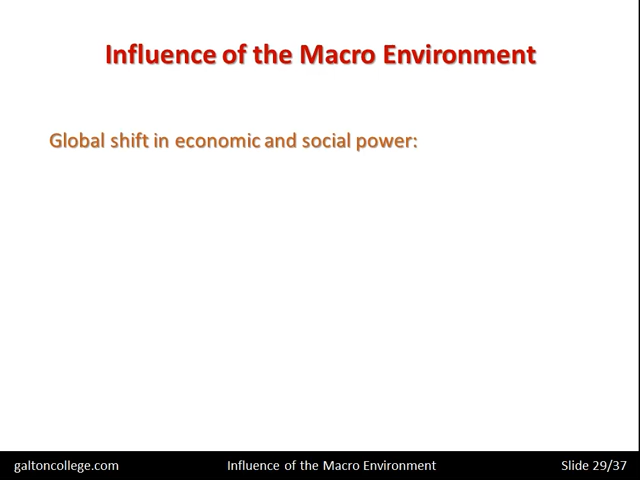 Influence of the Macro Environment
Global shift in economic and social power:
galtoncollege.com
Influence of the Macro Environment
Slide 29/37